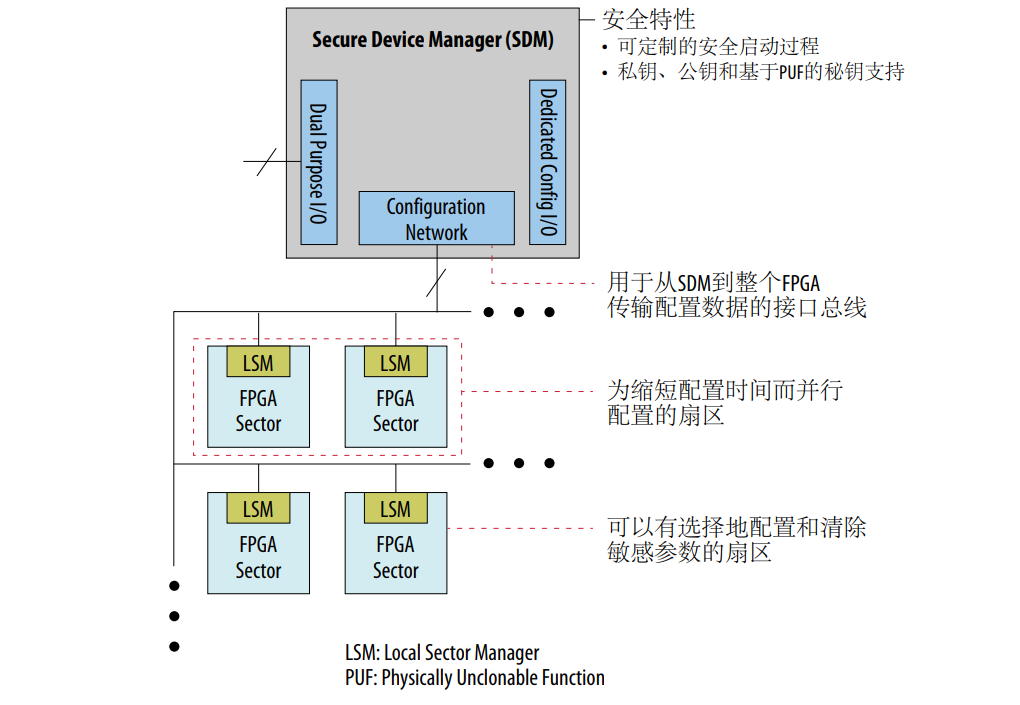 Secure Device Manager (SDM)
安全特性
• 可定制的安全启动过程
• 私钥、公钥和基于PUF的秘钥支持
Dual Purpose I/O
Dedicated Config I/O
Configuration
Network
用于从SDM到整个FPGA
传输配置数据的接口总线
LSM
FPGA
Sector
LSM
FPGA
Sector
为缩短配置时间而并行
配置的扇区
LSM
FPGA
Sector
LSM
FPGA
Sector
可以有选择地配置和清除
敏感参数的扇区
LSM: Local Sector Manager
PUF: Physically Unclonable Function